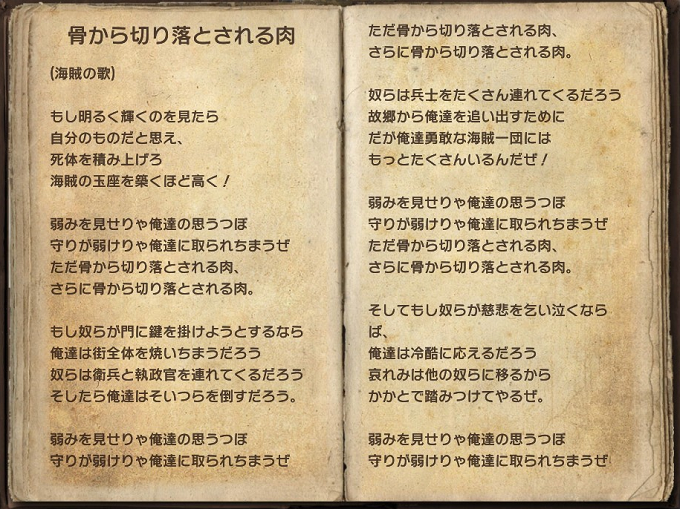 骨から切り落とされる肉
(海賊の歌)
もし明るく輝くのを見たら
自分のものだと思え、
死体を積み上げろ
海賊の玉座を築くほど高く！
弱みを見せりゃ俺達の思うつぼ
守りが弱けりゃ俺達に取られちまうぜ
ただ骨から切り落とされる肉、
さらに骨から切り落とされる肉。
もし奴らが門に鍵を掛けようとするなら
俺達は街全体を焼いちまうだろう
奴らは衛兵と執政官を連れてくるだろう
そしたら俺達はそいつらを倒すだろう。
弱みを見せりゃ俺達の思うつぼ
守りが弱けりゃ俺達に取られちまうぜ
ただ骨から切り落とされる肉、
さらに骨から切り落とされる肉。
奴らは兵士をたくさん連れてくるだろう
故郷から俺達を追い出すために
だが俺達勇敢な海賊一団には
もっとたくさんいるんだぜ！
弱みを見せりゃ俺達の思うつぼ
守りが弱けりゃ俺達に取られちまうぜ
ただ骨から切り落とされる肉、
さらに骨から切り落とされる肉。
そしてもし奴らが慈悲を乞い泣くなら
ば、
俺達は冷酷に応えるだろう
哀れみは他の奴らに移るから
かかとで踏みつけてやるぜ。
弱みを見せりゃ俺達の思うつぼ
守りが弱けりゃ俺達に取られちまうぜ